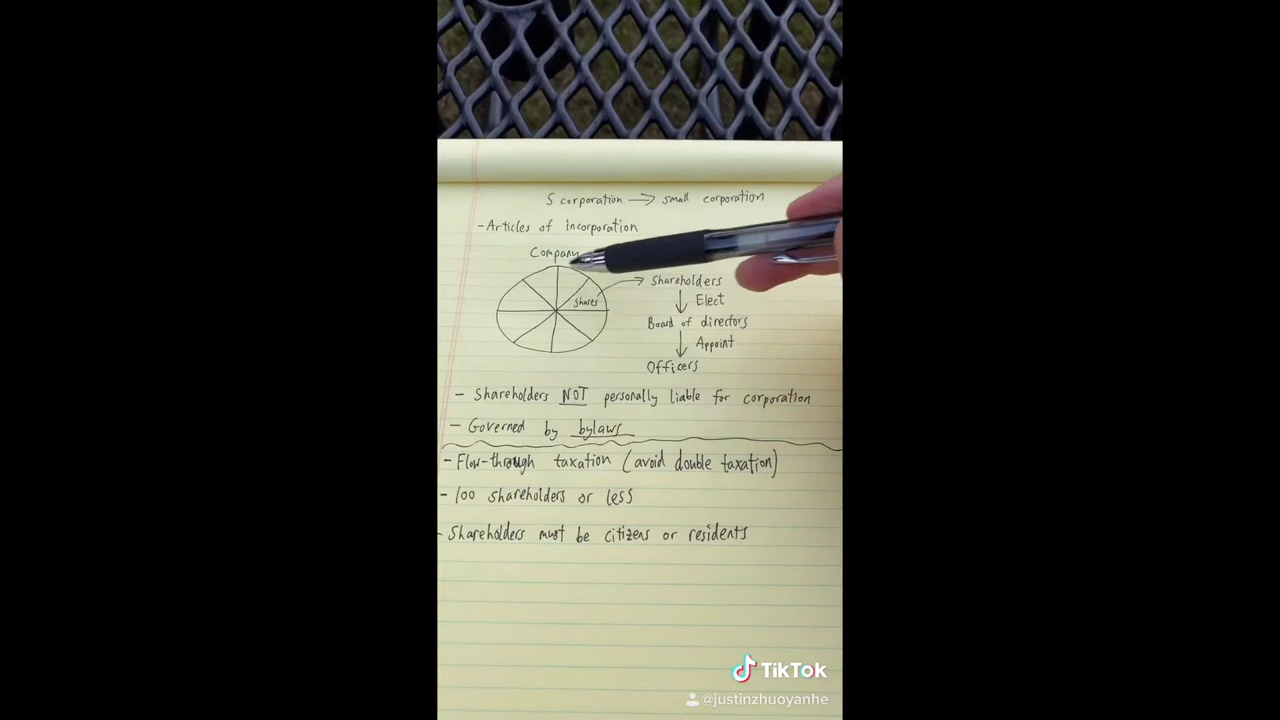 S corporation → small corporation
- Articles of Incorporation
Company
shares
Shareholders
Elect
Board of directors
Appoint
Officers
- Shareholders NOT personally liable for corporation
- Governed by bylaws
- Flow-through taxation (avoid double taxation)
- 100 shareholders or less
- Shareholders must be citizens or residents
TikTok
@justinzhuoyanhe